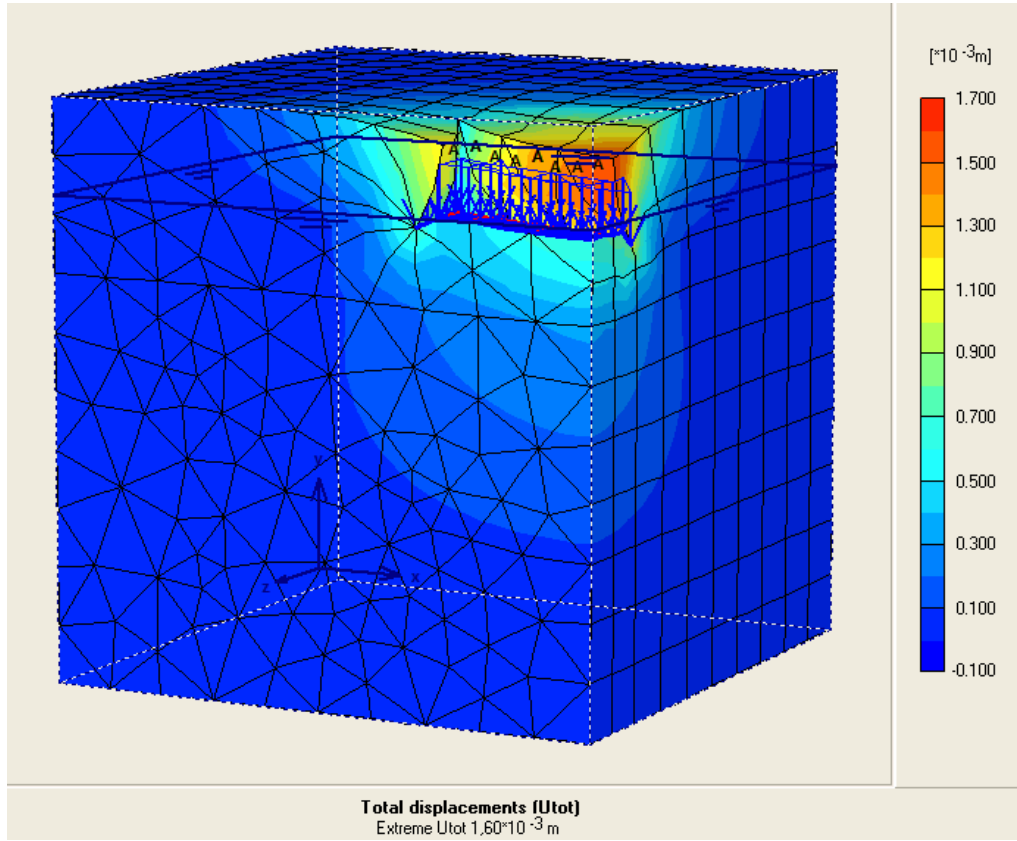 [*10 -3m]
1.700
1.500
1.300
1.100
0.900
0.700
0.500
0.300
0.100
-0.100
A A A A A A A A
y
z x
Total displacements (Utot)
Extreme Utot 1,60*10 -3 m